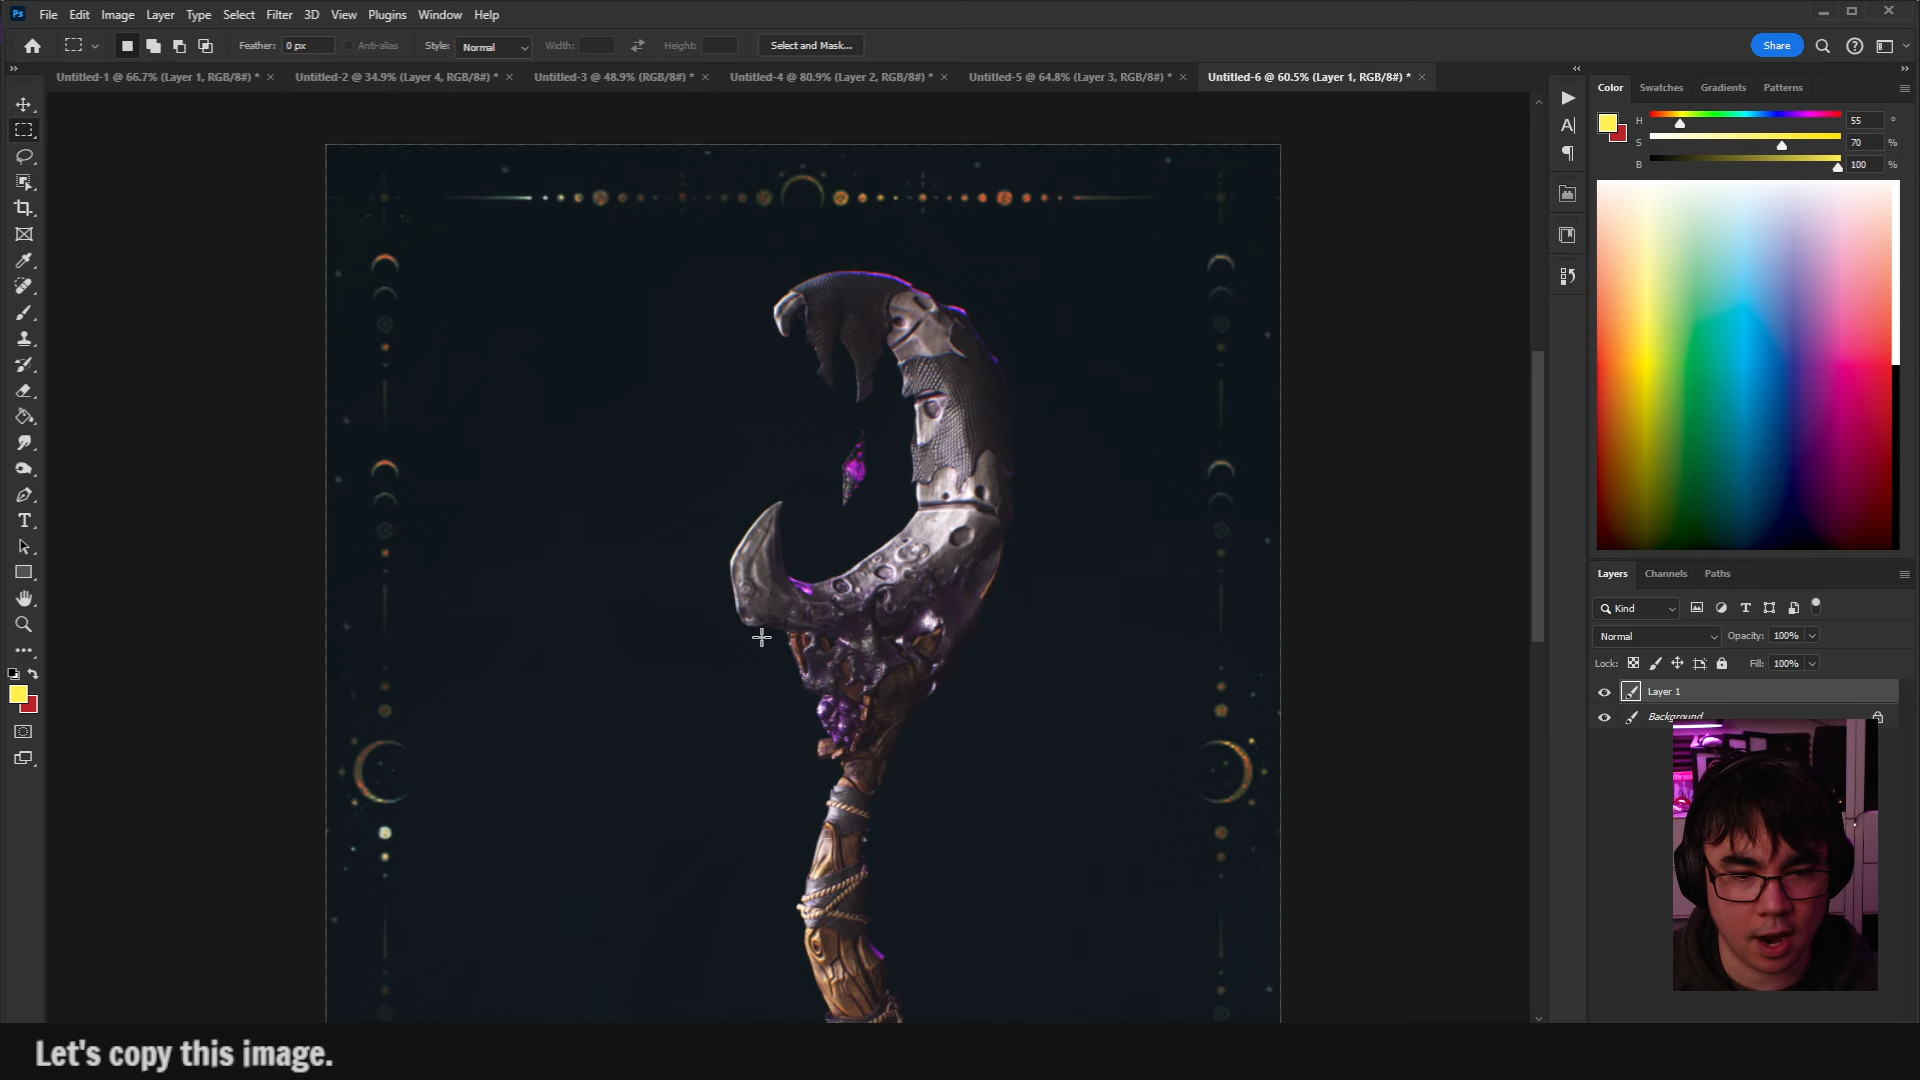 Ps File Edit Image Layer Type Select Filter 3D View Plugins Window Help
Feather: 0 px Anti-alias Style: Normal Width: Height: Select and Mask... Share
Untitled-1 @ 66.7% (Layer 1, RGB/8#) * Untitled-2 @ 34.9% (Layer 4, RGB/8#) * Untitled-3 @ 48.9% (RGB/8#) * Untitled-4 @ 80.9% (Layer 2, RGB/8#) * Untitled-5 @ 64.8% (Layer 3, RGB/8#) * Untitled-6 @ 60.5% (Layer 1, RGB/8#) *
Color Swatches Gradients Patterns
H 55 °
S 70 %
B 100 %
Layers Channels Paths
Kind
Normal Opacity: 100%
Lock: Fill: 100%
Layer 1
Background
Let's copy this image.